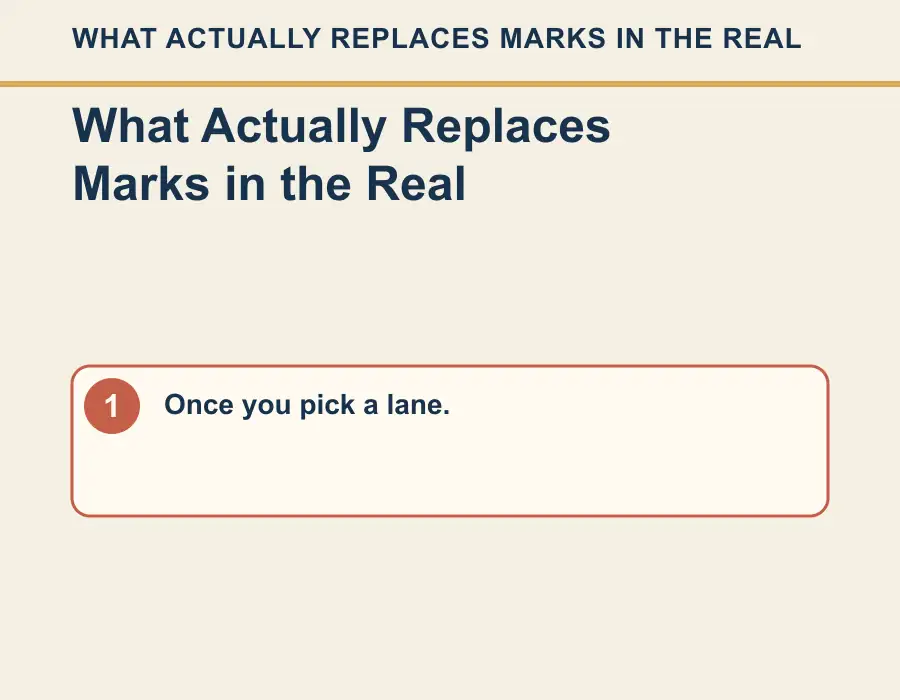 WHAT ACTUALLY REPLACES MARKS IN THE REAL
What Actually Replaces
Marks in the Real
1
Once you pick a lane.